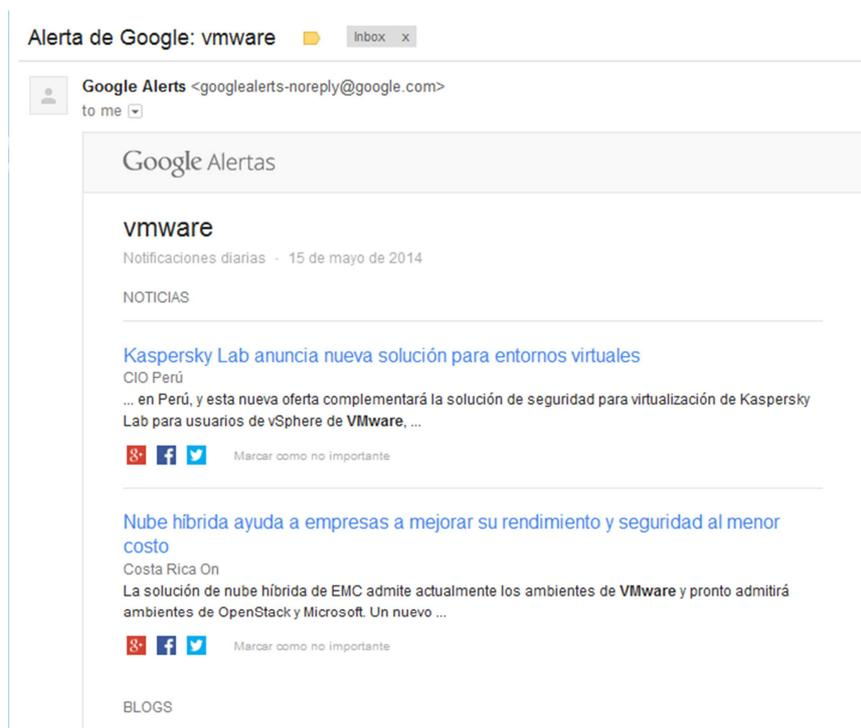 Alerta de Google: vmware Inbox x
Google Alerts <googlealerts-noreply@google.com>
to me
Google Alertas
vmware
Notificaciones diarias · 15 de mayo de 2014
NOTICIAS
Kaspersky Lab anuncia nueva solución para entornos virtuales
CIO Perú
... en Perú, y esta nueva oferta complementará la solución de seguridad para virtualización de Kaspersky
Lab para usuarios de vSphere de VMware, ...
8+ f Marcar como no importante
Nube híbrida ayuda a empresas a mejorar su rendimiento y seguridad al menor
costo
Costa Rica On
La solución de nube híbrida de EMC admite actualmente los ambientes de VMware y pronto admitirá
ambientes de OpenStack y Microsoft. Un nuevo ...
8+ f Marcar como no importante
BLOGS